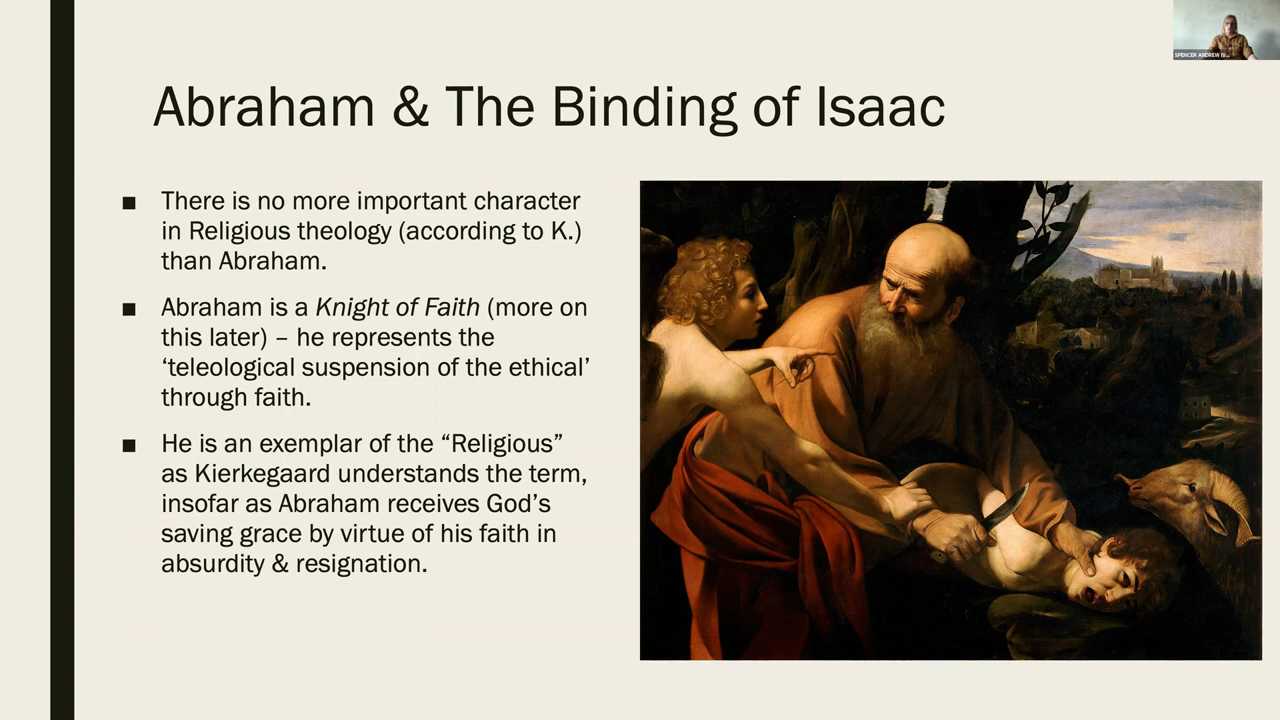 SPENCER ANDREW IV...
Abraham & The Binding of Isaac
■ There is no more important character
in Religious theology (according to K.)
than Abraham.
■ Abraham is a Knight of Faith (more on
this later) – he represents the
‘teleological suspension of the ethical’
through faith.
■ He is an exemplar of the “Religious”
as Kierkegaard understands the term,
insofar as Abraham receives God’s
saving grace by virtue of his faith in
absurdity & resignation.